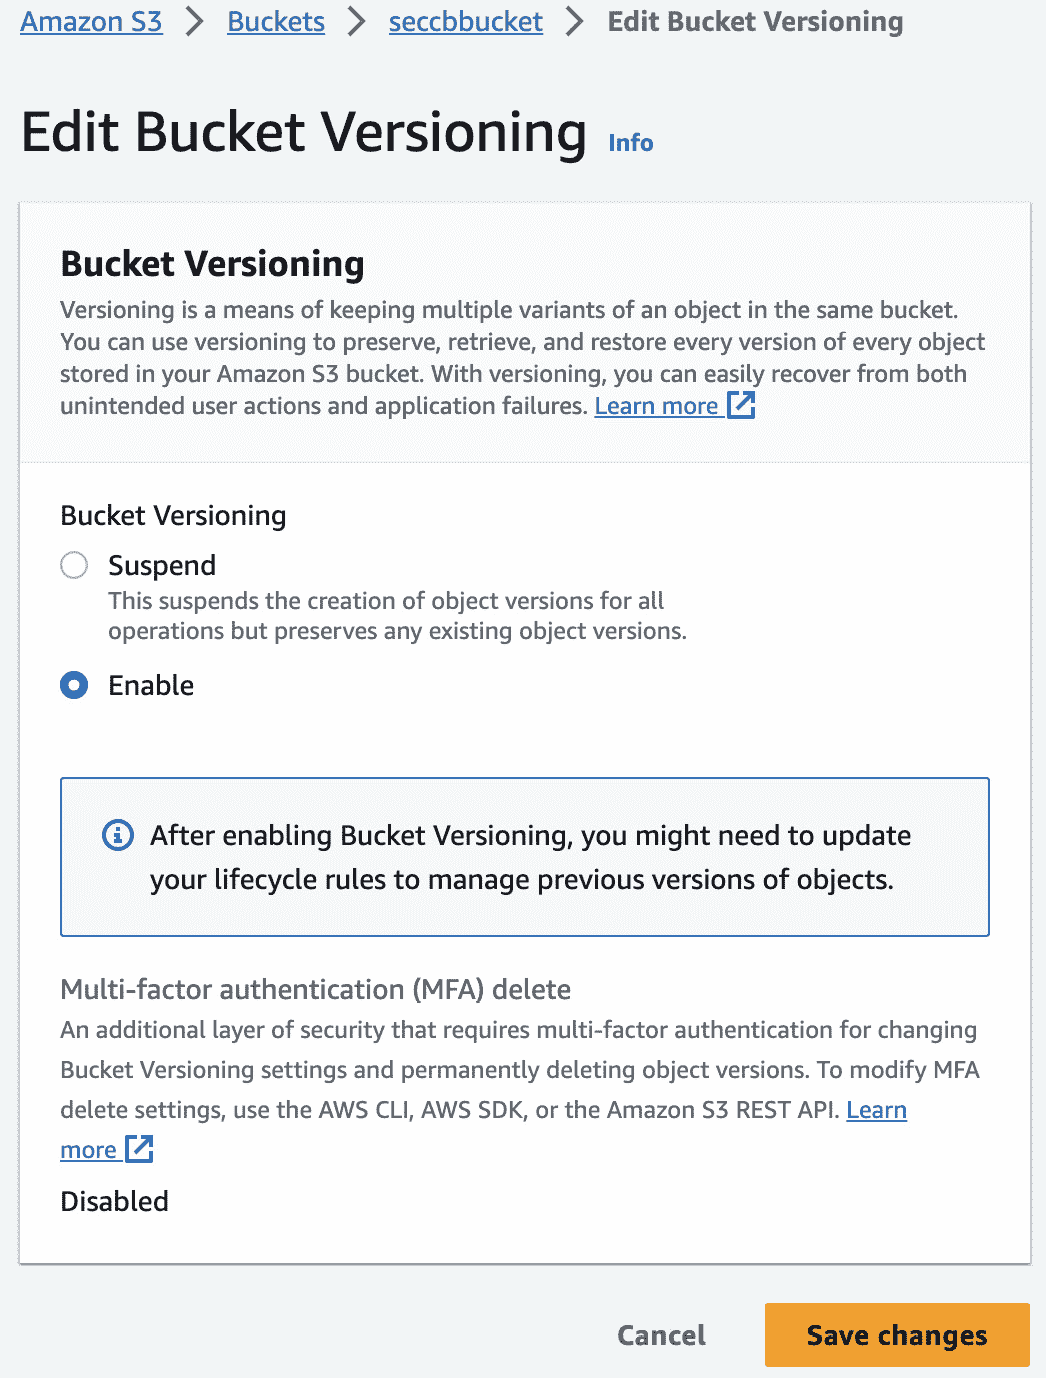 Amazon S3 > Buckets > seccbbucket > Edit Bucket Versioning
Edit Bucket Versioning Info
Bucket Versioning
Versioning is a means of keeping multiple variants of an object in the same bucket.
You can use versioning to preserve, retrieve, and restore every version of every object
stored in your Amazon S3 bucket. With versioning, you can easily recover from both
unintended user actions and application failures. Learn more
Bucket Versioning
Suspend
This suspends the creation of object versions for all
operations but preserves any existing object versions.
Enable
After enabling Bucket Versioning, you might need to update
your lifecycle rules to manage previous versions of objects.
Multi-factor authentication (MFA) delete
An additional layer of security that requires multi-factor authentication for changing
Bucket Versioning settings and permanently deleting object versions. To modify MFA
delete settings, use the AWS CLI, AWS SDK, or the Amazon S3 REST API. Learn
more
Disabled
Cancel Save changes